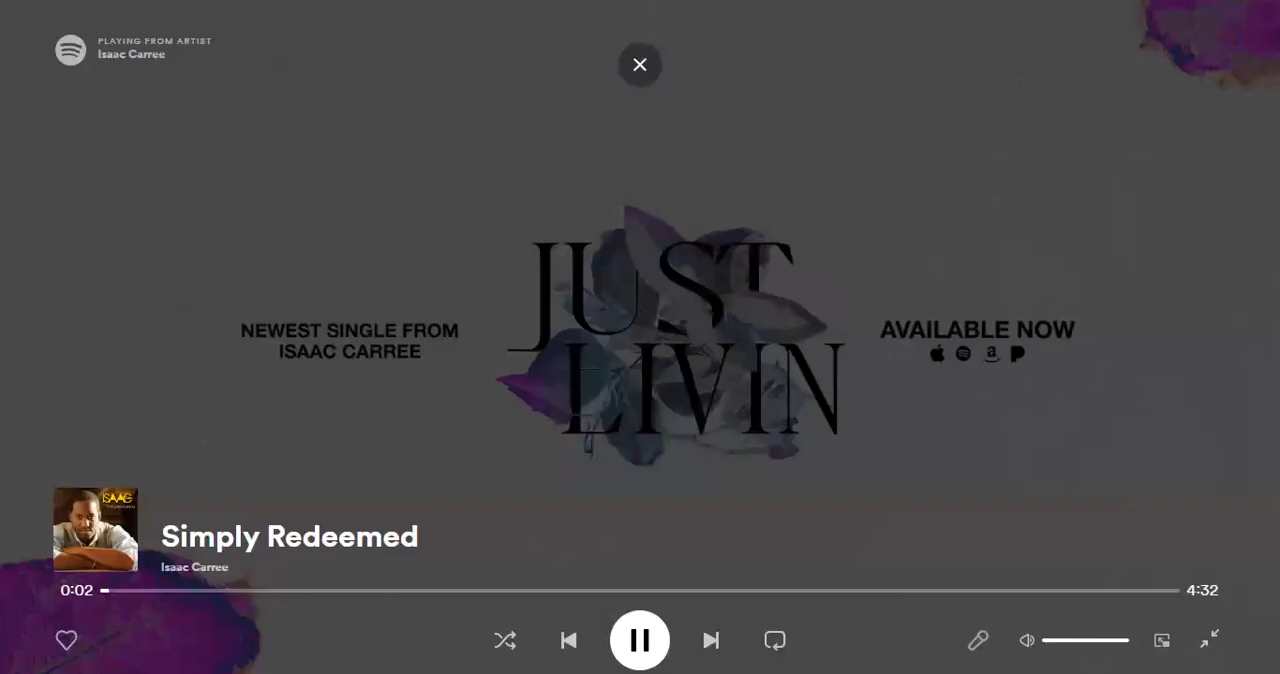 PLAYING FROM ARTIST
Isaac Carree
JUST
LIVIN
NEWEST SINGLE FROM
ISAAC CARREE
AVAILABLE NOW
ISAAC
Simply Redeemed
Isaac Carree
0:02
4:32